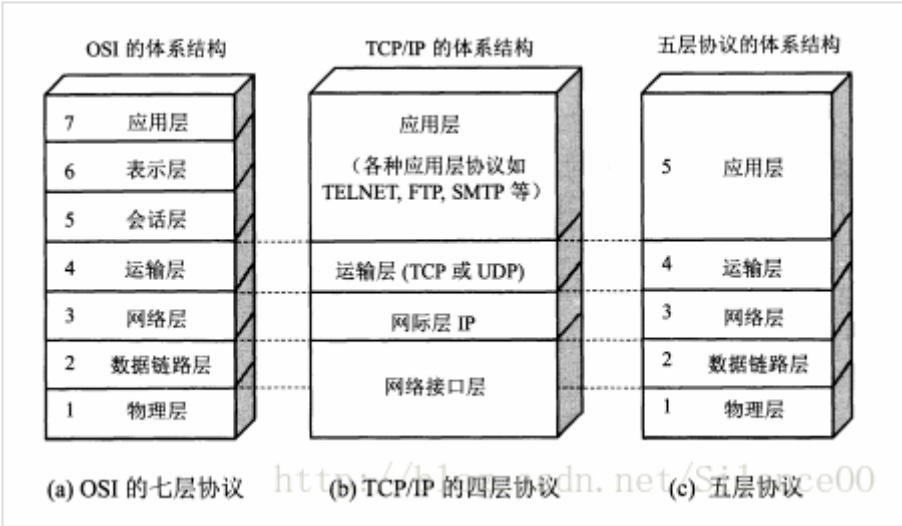 OSI 的体系结构
TCP/IP 的体系结构
五层协议的体系结构
7 应用层
6 表示层
5 会话层
4 运输层
3 网络层
2 数据链路层
1 物理层
应用层
(各种应用层协议如
TELNET, FTP, SMTP 等)
运输层 (TCP 或 UDP)
网际层 IP
网络接口层
5 应用层
4 运输层
3 网络层
2 数据链路层
1 物理层
(a) OSI 的七层协议
(b) TCP/IP 的四层协议
(c) 五层协议